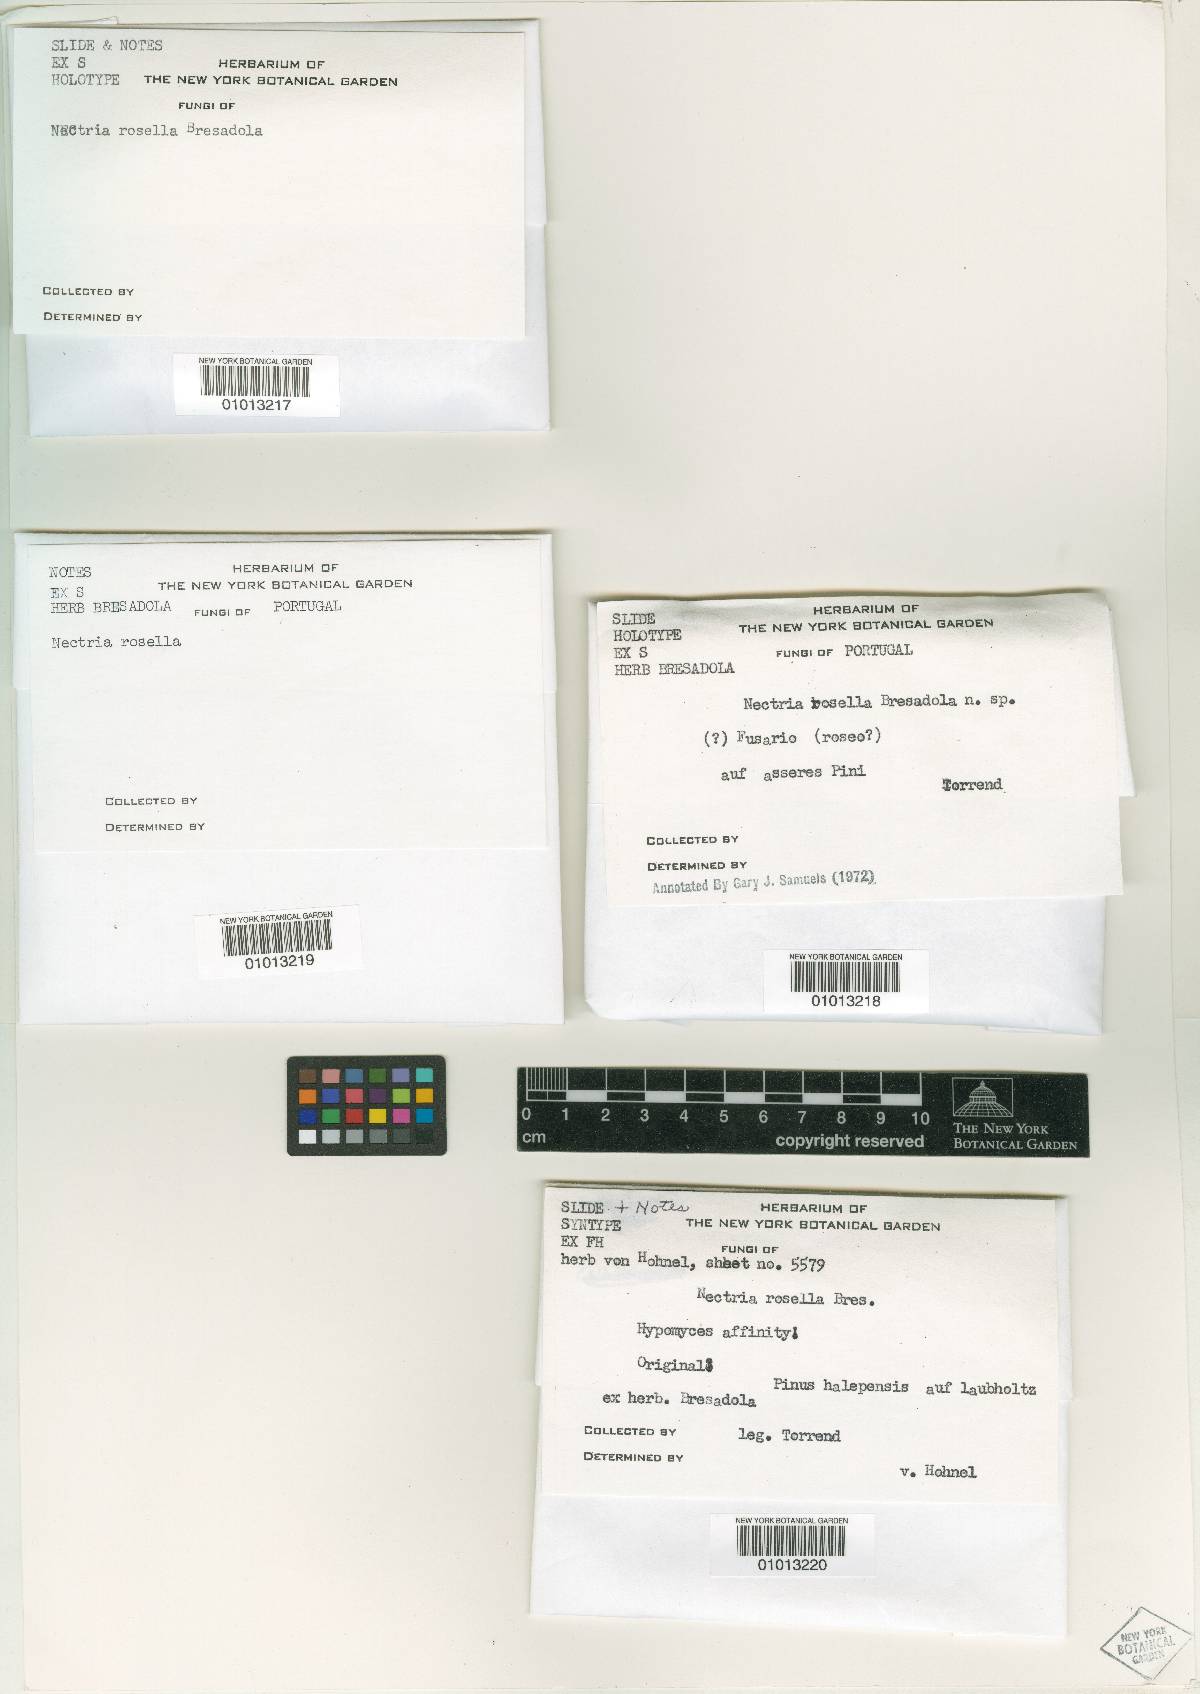 SLIDE & NOTES
EX S
HOLOTYPE
HERBARIUM OF
THE NEW YORK BOTANICAL GARDEN
FUNGI OF
Nectria rosella Bresadola
COLLECTED BY
DETERMINED BY
NEW YORK BOTANICAL GARDEN
01013217
NOTES
EX S
HERB BRESADOLA
HERBARIUM OF
THE NEW YORK BOTANICAL GARDEN
FUNGI OF PORTUGAL
Nectria rosella
COLLECTED BY
DETERMINED BY
NEW YORK BOTANICAL GARDEN
01013219
SLIDE
HOLOTYPE
EX S
HERB BRESADOLA
HERBARIUM OF
THE NEW YORK BOTANICAL GARDEN
FUNGI OF PORTUGAL
Nectria rosella Bresadola n. sp.
(?) Fusario (roseo?)
auf asseres Pini
Torrend
COLLECTED BY
DETERMINED BY
Annotated By Gary J. Samuels (1972)
NEW YORK BOTANICAL GARDEN
01013218
0 1 2 3 4 5 6 7 8 9 10
cm
copyright reserved
THE NEW YORK
BOTANICAL GARDEN
SLIDE + Notes
SYNTYPE
EX FH
HERBARIUM OF
THE NEW YORK BOTANICAL GARDEN
FUNGI OF
herb von Hohnel, sheet no. 5579
Nectria rosella Bres.
Hypomyces affinity!
Original!
Pinus halepensis auf laubholtz
ex herb. Bresadola
COLLECTED BY leg. Torrend
DETERMINED BY
v. Hohnel
NEW YORK BOTANICAL GARDEN
01013220
NEW YORK
BOTANICAL
GARDEN